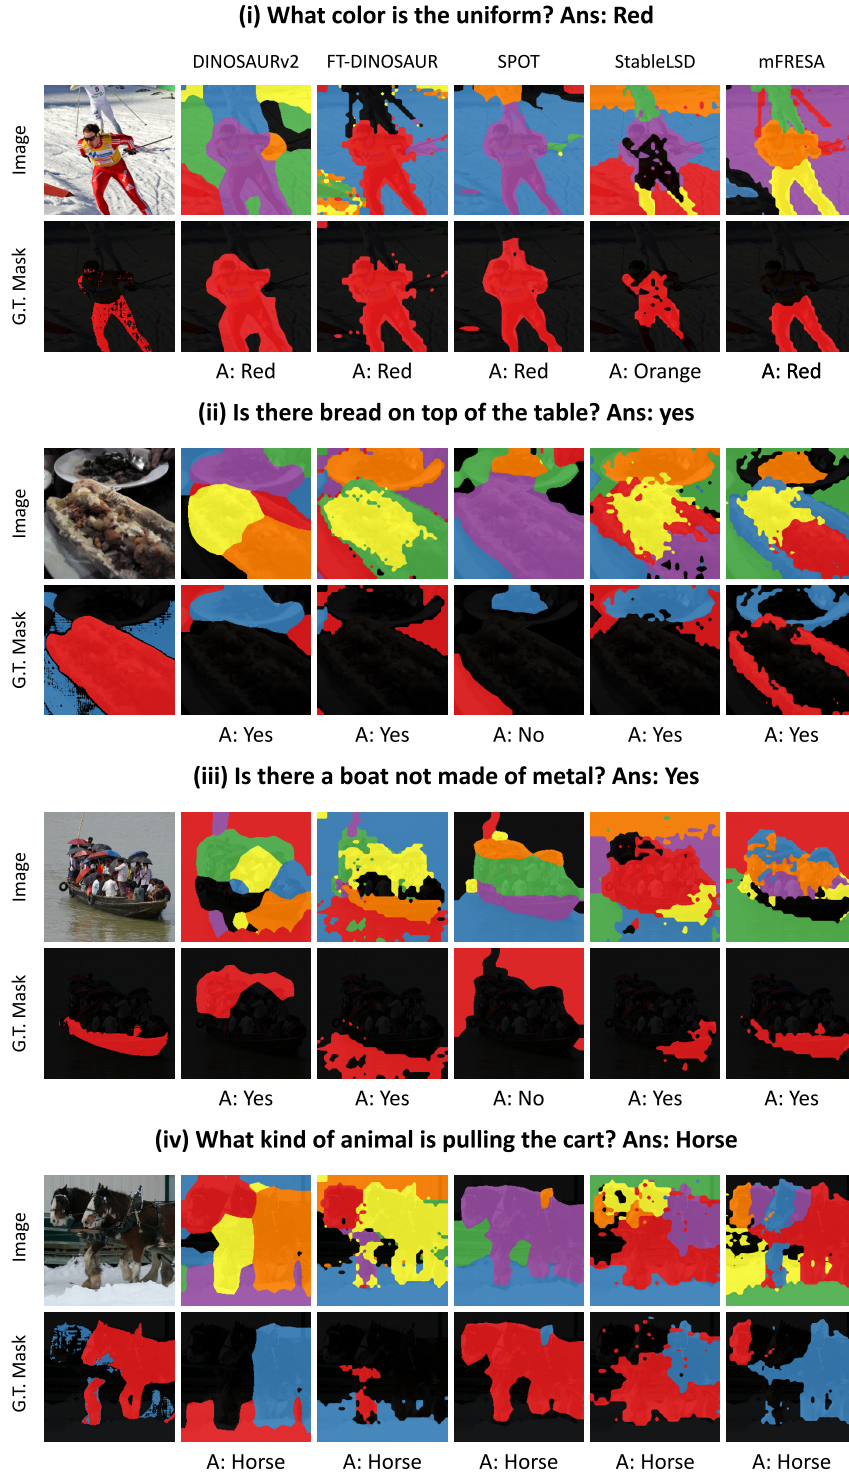 (i) What color is the uniform? Ans: Red
DINOSAURv2 FT-DINOSAUR SPOT StableLSD mFRESA
Image
G.T. Mask
A: Red A: Red A: Red A: Orange A: Red
(ii) Is there bread on top of the table? Ans: yes
Image
G.T. Mask
A: Yes A: Yes A: No A: Yes A: Yes
(iii) Is there a boat not made of metal? Ans: Yes
Image
G.T. Mask
A: Yes A: Yes A: No A: Yes A: Yes
(iv) What kind of animal is pulling the cart? Ans: Horse
Image
G.T. Mask
A: Horse A: Horse A: Horse A: Horse A: Horse